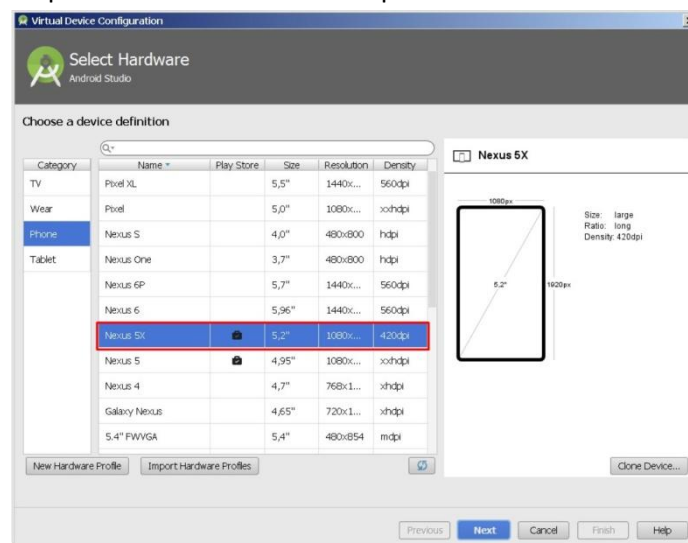 Virtual Device Configuration
Select Hardware
Android Studio
Choose a device definition
Category Name Play Store Size Resolution Density
TV
Wear
Phone
Tablet
Pixel XL 5,5" 1440x... 560dpi
Pixel 5,0" 1080x... xxhdpi
Nexus S 4,0" 480x800 hdpi
Nexus One 3,7" 480x800 hdpi
Nexus 6P 5,7" 1440x... 560dpi
Nexus 6 5,96" 1440x... 560dpi
Nexus 5X 5,2" 1080x... 420dpi
Nexus 5 4,95" 1080x... xxhdpi
Nexus 4 4,7" 768x1... xhdpi
Galaxy Nexus 4,65" 720x1... xhdpi
5.4" FWVGA 5,4" 480x854 mdpi
New Hardware Profile Import Hardware Profiles
Nexus 5X
1080px
5,2"
1920px
Size: large
Ratio: long
Density: 420dpi
Clone Device...
Previous Next Cancel Finish Help